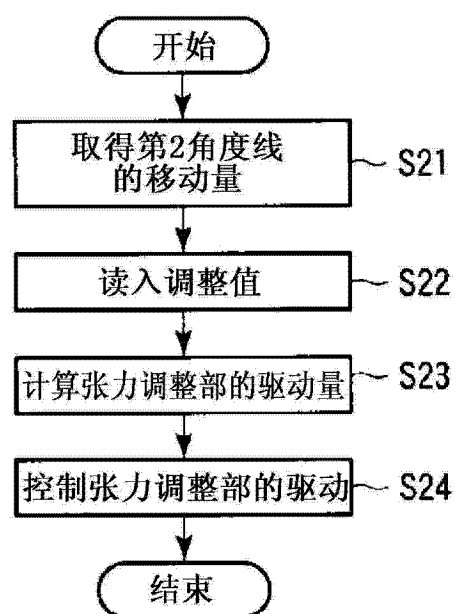 开始
取得第2角度线
的移动量
S21
读入调整值
S22
计算张力调整部的驱动量
S23
控制张力调整部的驱动
S24
结束